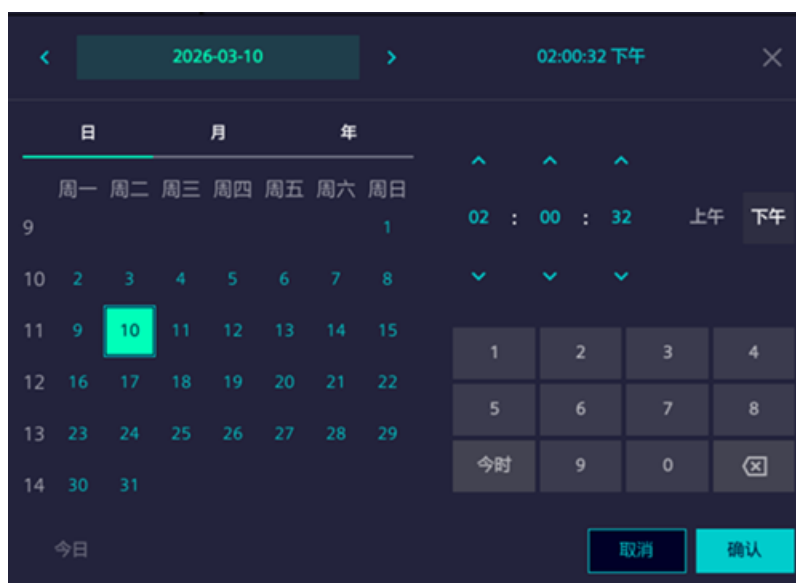 2026-03-10
02:00:32 下午
日 月 年
周一 周二 周三 周四 周五 周六 周日
9 1
10 2 3 4 5 6 7 8
11 9 10 11 12 13 14 15
12 16 17 18 19 20 21 22
13 23 24 25 26 27 28 29
14 30 31
今日
02 : 00 : 32 上午 下午
1 2 3 4
5 6 7 8
今时 9 0
取消 确认